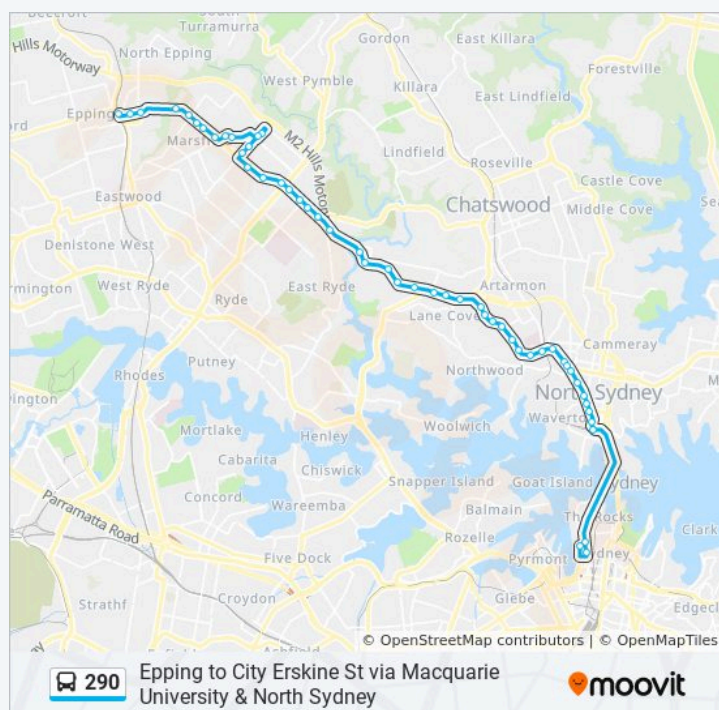 Beecroft
South
Turramurra
Gordon
East Killara
Forestville
Hills Motorway
North Epping
West Pymble
Killara
East Lindfield
Epping
Marsh
M2 Hills Motor
Lindfield
Roseville
Castle Cove
Eastwood
Chatswood
Middle Cove
Denistone West
West Ryde
East Ryde
Artarmon
Ryde
Lane Cove
Cammeray
Putney
Northwood
Rhodes
North Sydney
Waverton
Mortlake
Henley
Woolwich
Cabarita
Chiswick
Snapper Island
Goat Island
Concord
Wareemba
Balmain
The Rocks
Parramatta Road
Rozelle
Pyrmont
Five Dock
Glebe
Strathf
Croydon
Edgecl
© OpenStreetMap contributors | © OpenMapTiles
290
Epping to City Erskine St via Macquarie
University & North Sydney
moovit